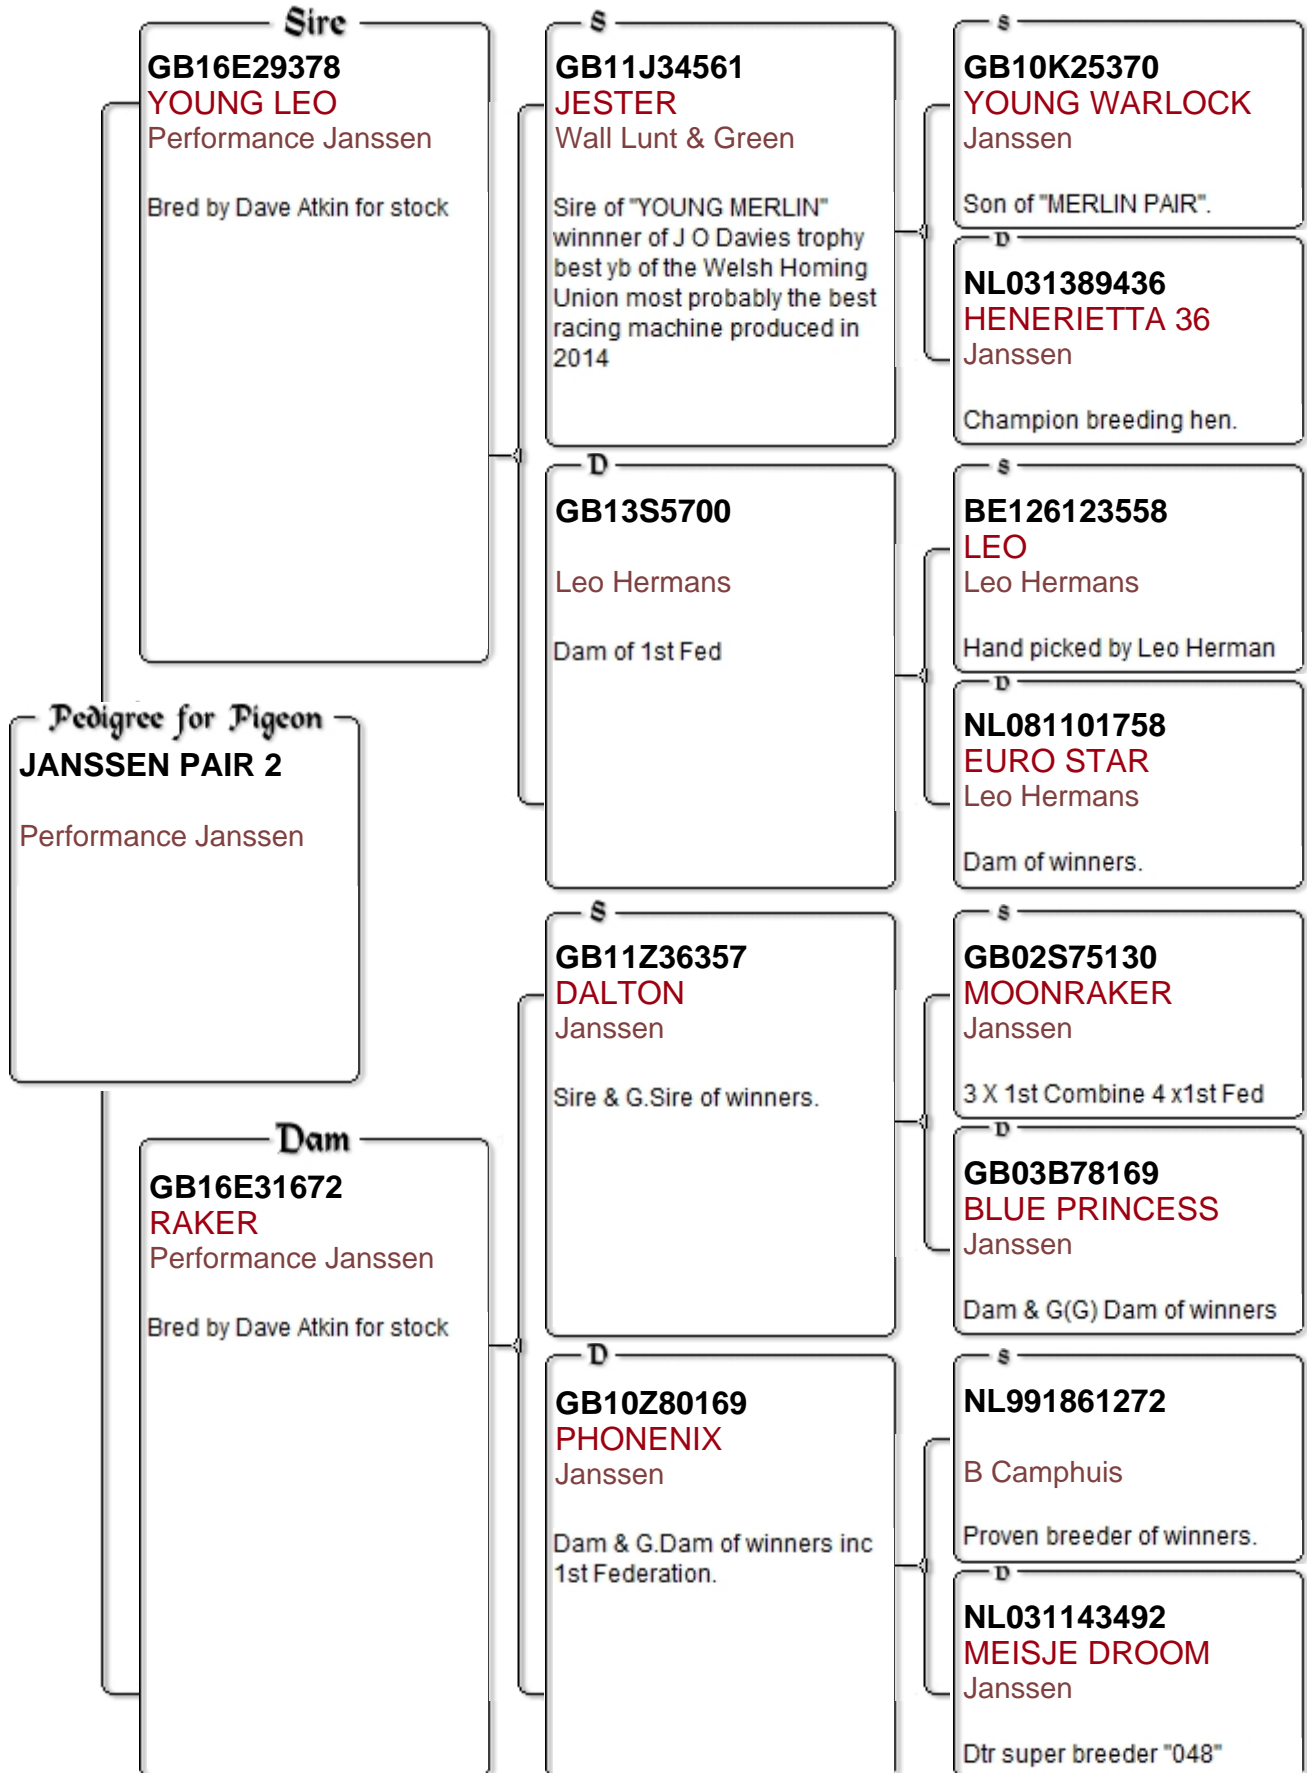 Sire
GB16E29378
YOUNG LEO
Performance Janssen
Bred by Dave Atkin for stock
S
GB11J34561
JESTER
Wall Lunt & Green
Sire of "YOUNG MERLIN"
winnner of J O Davies trophy
best yb of the Welsh Homing
Union most probably the best
racing machine produced in
2014
S
GB10K25370
YOUNG WARLOCK
Janssen
Son of "MERLIN PAIR".
D
NL031389436
HENERIETTA 36
Janssen
Champion breeding hen.
D
GB13S5700
Leo Hermans
Dam of 1st Fed
S
BE126123558
LEO
Leo Hermans
Hand picked by Leo Herman
D
NL081101758
EURO STAR
Leo Hermans
Dam of winners.
Pedigree for Pigeon
JANSSEN PAIR 2
Performance Janssen
Dam
GB16E31672
RAKER
Performance Janssen
Bred by Dave Atkin for stock
S
GB11Z36357
DALTON
Janssen
Sire & G.Sire of winners.
S
GB02S75130
MOONRAKER
Janssen
3 X 1st Combine 4 x1st Fed
D
GB03B78169
BLUE PRINCESS
Janssen
Dam & G(G) Dam of winners
D
GB10Z80169
PHONENIX
Janssen
Dam & G.Dam of winners inc
1st Federation.
S
NL991861272
B Camphuis
Proven breeder of winners.
D
NL031143492
MEISJE DROOM
Janssen
Dtr super breeder "048"